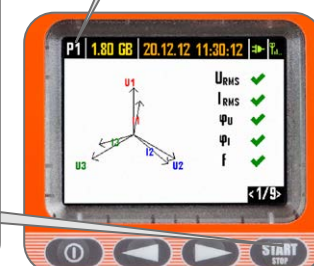 P1 1.80 GB 20.12.12 11:30:12
U1
URMS
I1
IRMS
I3
φU
I2
φI
U3
U2
f
<1/9>
START
STOP